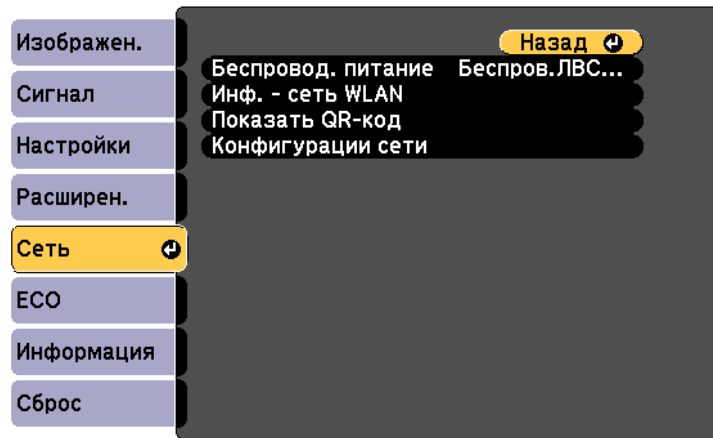 Изображен.
Сигнал
Настройки
Расширен.
Сеть
ECO
Информация
Сброс
Назад
Беспровод. питание Беспров.ЛВС...
Инф. - сеть WLAN
Показать QR-код
Конфигурации сети